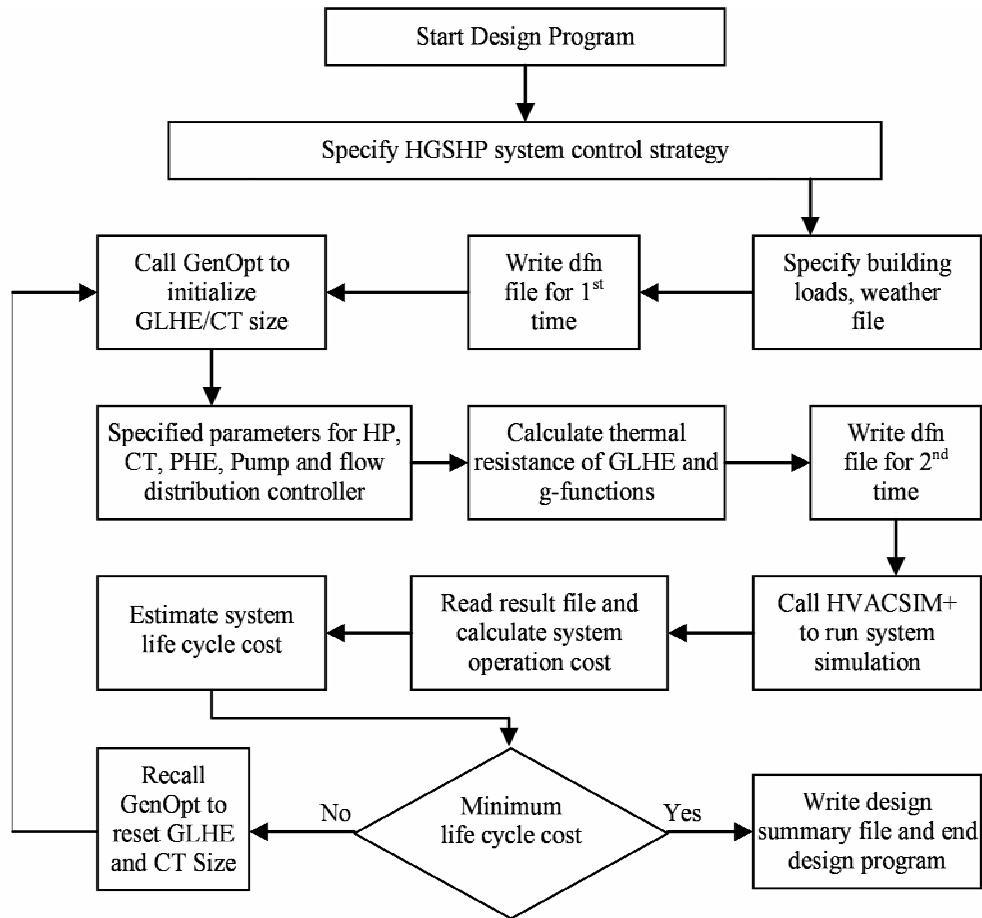 Start Design Program
Specify HGSHP system control strategy
Call GenOpt to
initialize
GLHE/CT size
Write dfn
file for 1st
time
Specify building
loads, weather
file
Specified parameters for HP,
CT, PHE, Pump and flow
distribution controller
Calculate thermal
resistance of GLHE and
g-functions
Write dfn
file for 2nd
time
Estimate system
life cycle cost
Read result file and
calculate system
operation cost
Call HVACSIM+
to run system
simulation
Recall
GenOpt to
reset GLHE
and CT Size
No
Minimum
life cycle cost
Yes
Write design
summary file and end
design program